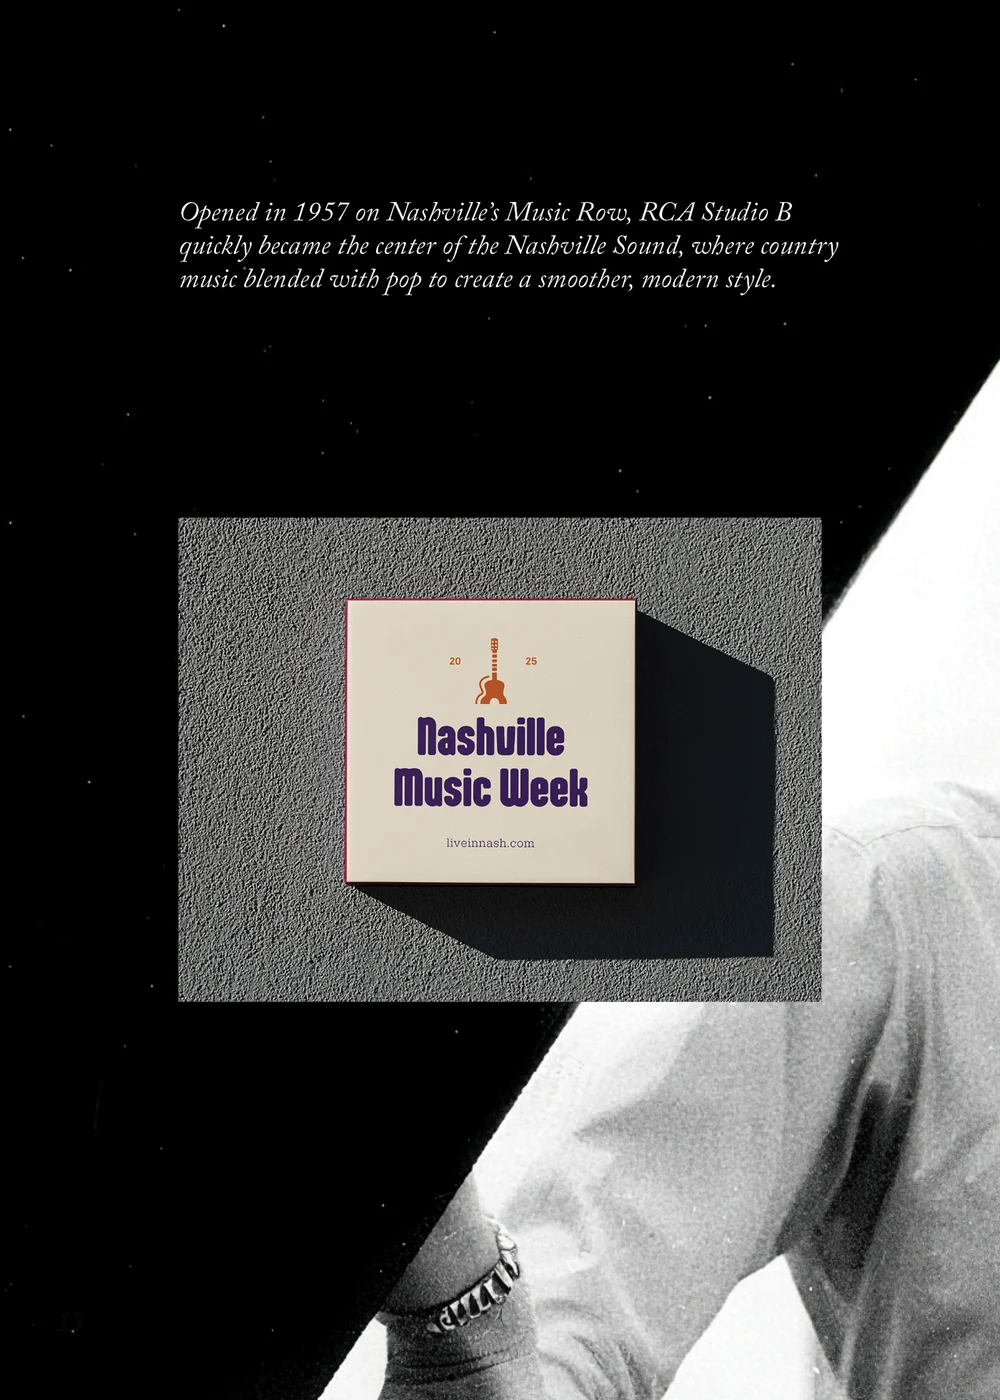 Opened in 1957 on Nashville’s Music Row, RCA Studio B
quickly became the center of the Nashville Sound, where country
music blended with pop to create a smoother, modern style.
20 25
Nashville
Music Week
liveinnash.com